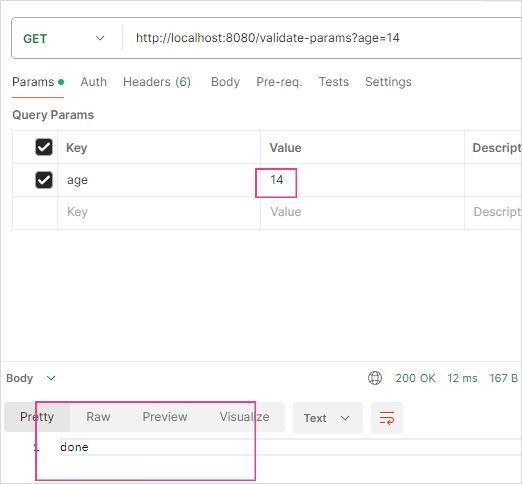 GET http://localhost:8080/validate-params?age=14
Params Auth Headers (6) Body Pre-req. Tests Settings
Query Params
Key Value Descript
age 14
Key Value Descript
Body 200 OK 12 ms 167 B
Pretty Raw Preview Visualize Text
1 done